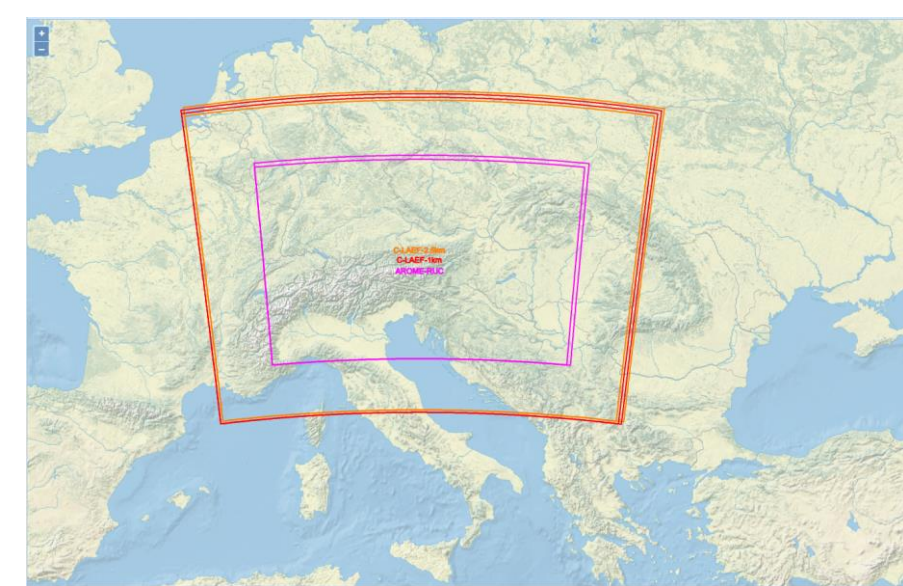 +
–
C-LAEF-2.5km
C-LAEF-1km
AROME-RUC